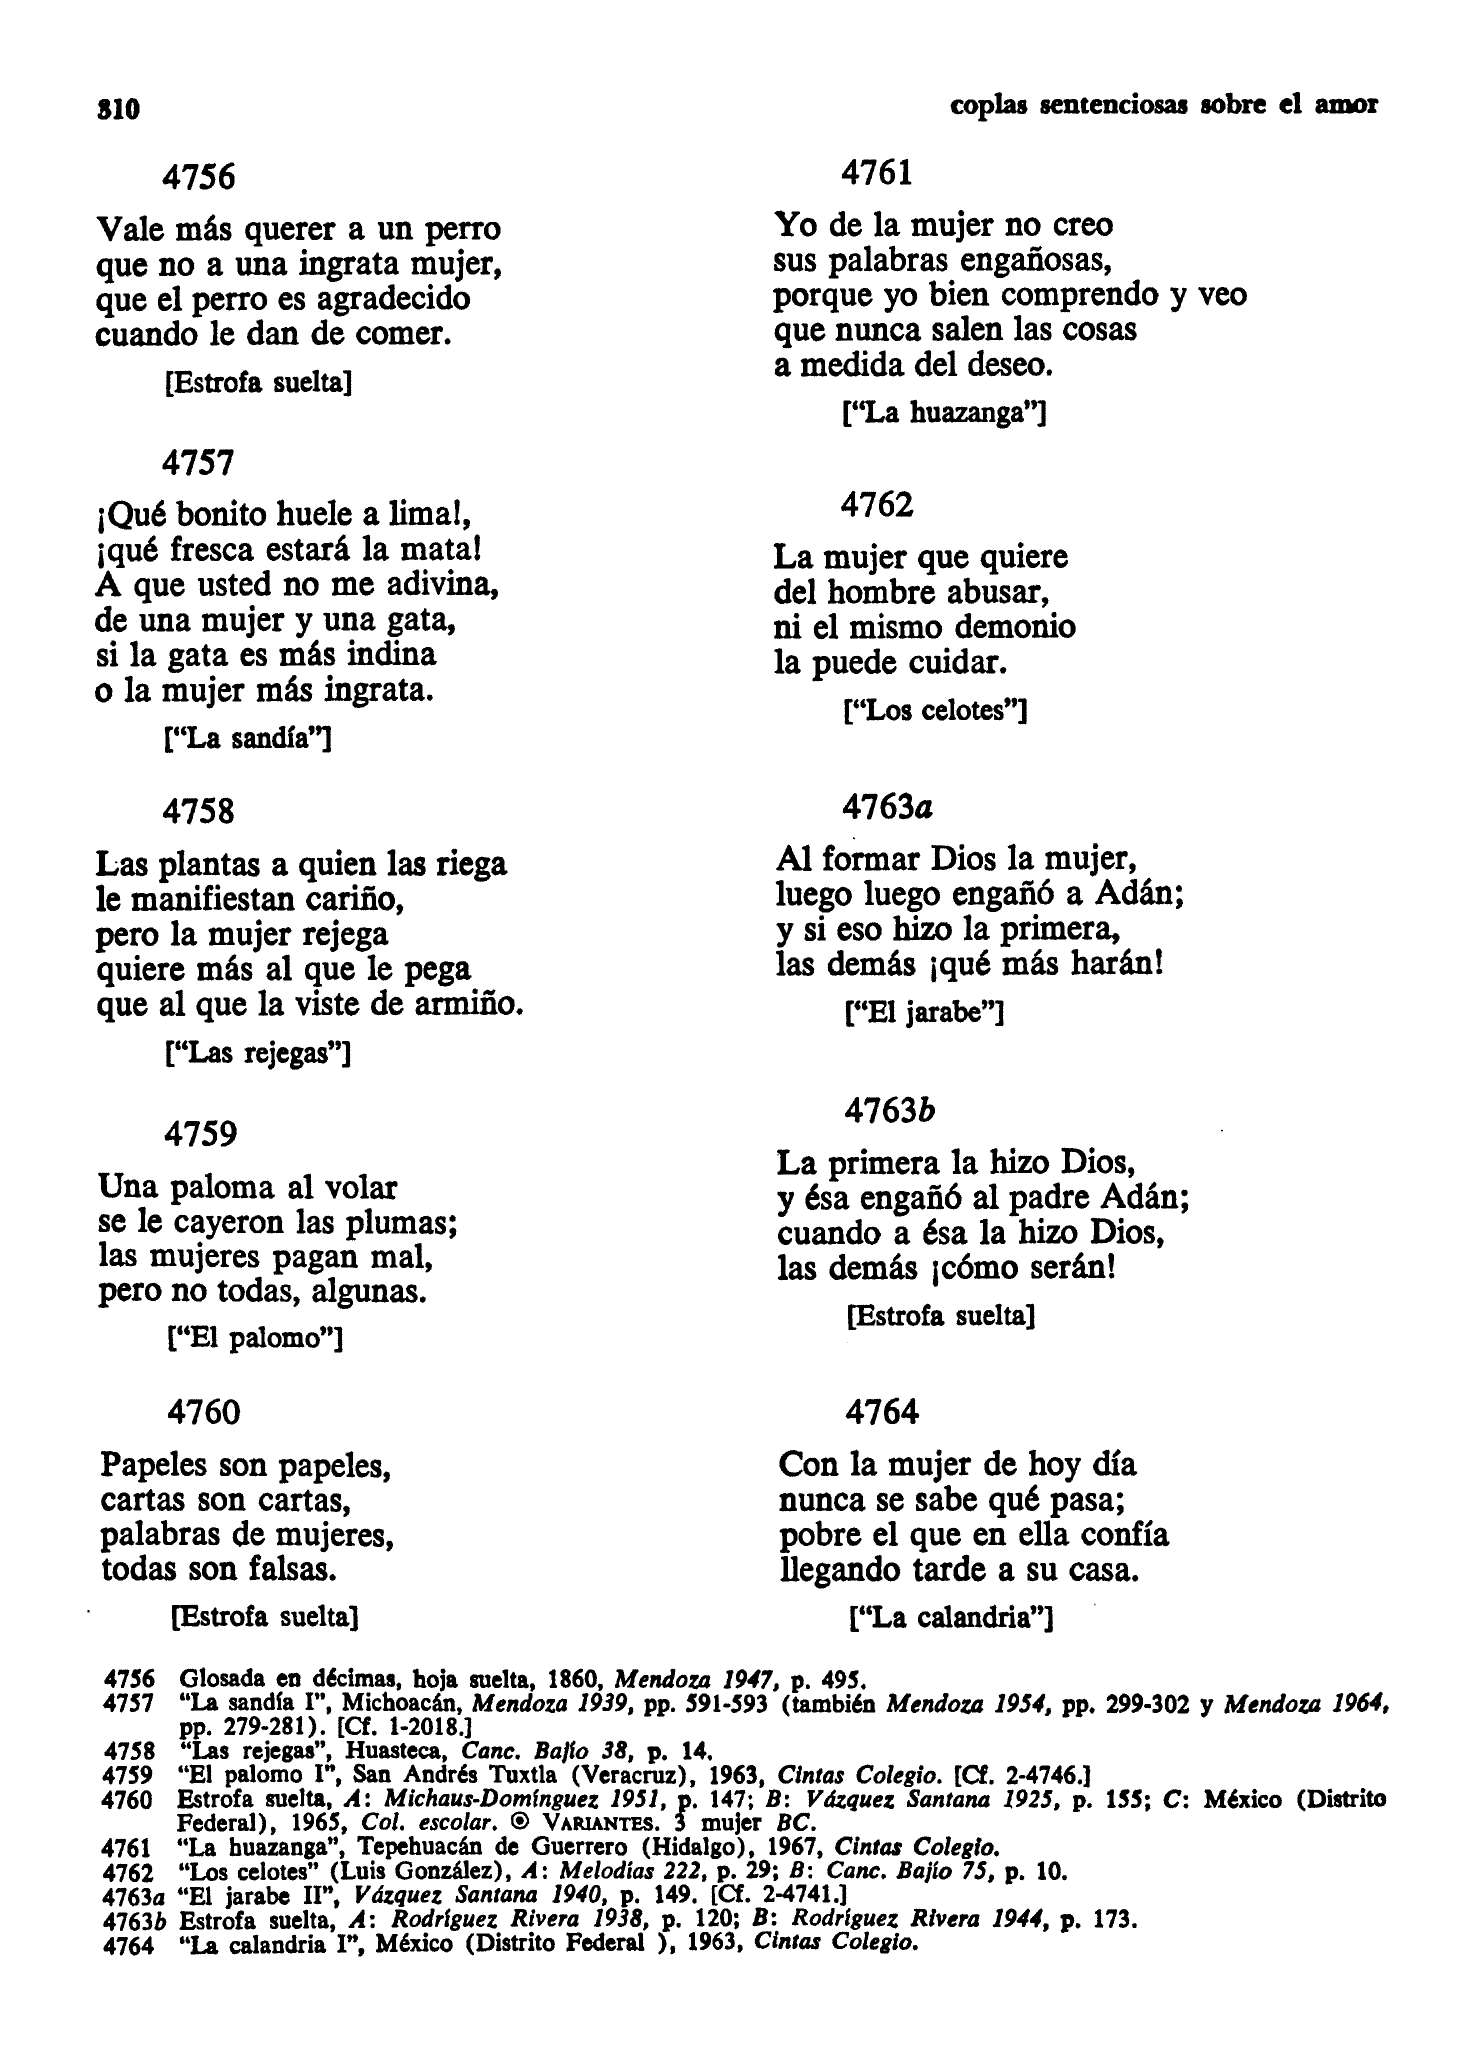 310
coplas sentenciosas sobre el amor
4756
Vale más querer a un perro
que no a una ingrata mujer,
que el perro es agradecido
cuando le dan de comer.
[Estrofa suelta]
4757
¡Qué bonito huele a lima!,
¡qué fresca estará la mata!
A que usted no me adivina,
de una mujer y una gata,
si la gata es más indina
o la mujer más ingrata.
["La sandía"]
4758
Las plantas a quien las riega
le manifiestan cariño,
pero la mujer rejega
quiere más al que le pega
que al que la viste de armiño.
["Las rejegas"]
4759
Una paloma al volar
se le cayeron las plumas;
las mujeres pagan mal,
pero no todas, algunas.
["El palomo"]
4760
Papeles son papeles,
cartas son cartas,
palabras de mujeres,
todas son falsas.
[Estrofa suelta]
4761
Yo de la mujer no creo
sus palabras engañosas,
porque yo bien comprendo y veo
que nunca salen las cosas
a medida del deseo.
["La huazanga"]
4762
La mujer que quiere
del hombre abusar,
ni el mismo demonio
la puede cuidar.
["Los celotes"]
4763a
Al formar Dios la mujer,
luego luego engañó a Adán;
y si eso hizo la primera,
las demás ¡qué más harán!
["El jarabe"]
4763b
La primera la hizo Dios,
y ésa engañó al padre Adán;
cuando a ésa la hizo Dios,
las demás ¡cómo serán!
[Estrofa suelta]
4764
Con la mujer de hoy día
nunca se sabe qué pasa;
pobre el que en ella confía
llegando tarde a su casa.
["La calandria"]
4756 Glosada en décimas, hoja suelta, 1860, Mendoza 1947, p. 495.
4757 "La sandía I", Michoacán, Mendoza 1939, pp. 591-593 (también Mendoza 1954, pp. 299-302 y Mendoza 1964,
pp. 279-281). [Cf. 1-2018.]
4758 "Las rejegas", Huasteca, Canc. Bajío 38, p. 14.
4759 "El palomo I", San Andrés Tuxtla (Veracruz), 1963, Cintas Colegio. [Cf. 2-4746.]
4760 Estrofa suelta, A: Michaus-Domínguez 1951, p. 147; B: Vázquez Santana 1925, p. 155; C: México (Distrito
Federal), 1965, Col. escolar. ® VARIANTES. 3 mujer BC.
4761 "La huazanga", Tepehuacán de Guerrero (Hidalgo), 1967, Cintas Colegio.
4762 "Los celotes" (Luis González), A: Melodías 222, p. 29; B: Canc. Bajío 75, p. 10.
4763a "El jarabe II", Vázquez Santana 1940, p. 149. [Cf. 2-4741.]
4763b Estrofa suelta, A: Rodríguez Rivera 1938, p. 120; B: Rodríguez Rivera 1944, p. 173.
4764 "La calandria I", México (Distrito Federal ), 1963, Cintas Colegio.